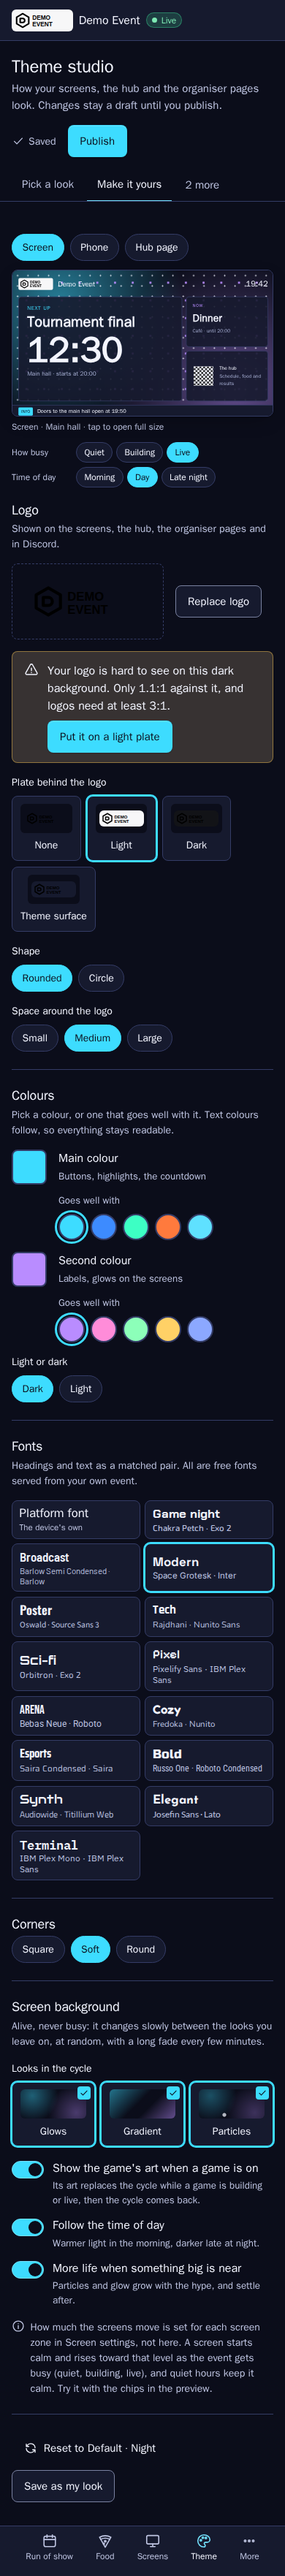 DEMO
EVENT
Demo Event
Live
Theme studio
How your screens, the hub and the organiser pages
look. Changes stay a draft until you publish.
Saved
Publish
Pick a look
Make it yours
2 more
Screen
Phone
Hub page
DEMO
EVENT
Demo Event
19:42
NEXT UP
Tournament final
12:30
Main hall · starts at 20:00
NOW
Dinner
Café · until 20:00
The hub
Schedule, food and
results
INFO
Doors to the main hall open at 18:50
Screen · Main hall · tap to open full size
How busy
Quiet
Building
Live
Time of day
Morning
Day
Late night
Logo
Shown on the screens, the hub, the organiser pages and
in Discord.
DEMO
EVENT
Replace logo
Your logo is hard to see on this dark
background. Only 1.1:1 against it, and
logos need at least 3:1.
Put it on a light plate
Plate behind the logo
DEMO
EVENT
None
DEMO
EVENT
Light
DEMO
EVENT
Dark
DEMO
EVENT
Theme surface
Shape
Rounded
Circle
Space around the logo
Small
Medium
Large
Colours
Pick a colour, or one that goes well with it. Text colours
follow, so everything stays readable.
Main colour
Buttons, highlights, the countdown
Goes well with
Second colour
Labels, glows on the screens
Goes well with
Light or dark
Dark
Light
Fonts
Headings and text as a matched pair. All are free fonts
served from your own event.
Platform font
The device's own
Game night
Chakra Petch · Exo 2
Broadcast
Barlow Semi Condensed ·
Barlow
Modern
Space Grotesk · Inter
Poster
Oswald · Source Sans 3
Tech
Rajdhani · Nunito Sans
Sci-fi
Orbitron · Exo 2
Pixel
Pixelify Sans · IBM Plex
Sans
ARENA
Bebas Neue · Roboto
Cozy
Fredoka · Nunito
Esports
Saira Condensed · Saira
Bold
Russo One · Roboto Condensed
Synth
Audiowide · Titillium Web
Elegant
Josefin Sans · Lato
Terminal
IBM Plex Mono · IBM Plex
Sans
Corners
Square
Soft
Round
Screen background
Alive, never busy: it changes slowly between the looks you
leave on, at random, with a long fade every few minutes.
Looks in the cycle
Glows
Gradient
Particles
Show the game's art when a game is on
Its art replaces the cycle while a game is building
or live, then the cycle comes back.
Follow the time of day
Warmer light in the morning, darker late at night.
More life when something big is near
Particles and glow grow with the hype, and settle
after.
How much the screens move is set for each screen
zone in Screen settings, not here. A screen starts
calm and rises toward that level as the event gets
busy (quiet, building, live), and quiet hours keep it
calm. Try it with the chips in the preview.
Reset to Default · Night
Save as my look
Run of show
Food
Screens
Theme
More